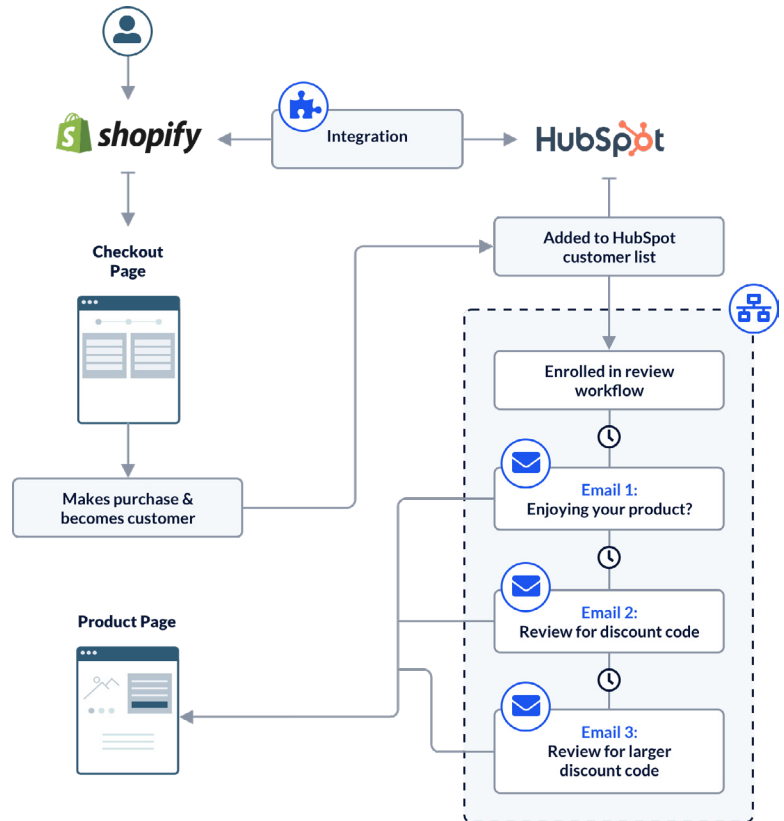 shopify
Integration
HubSpot
Checkout
Page
Added to HubSpot
customer list
Enrolled in review
workflow
Makes purchase &
becomes customer
Email 1:
Enjoying your product?
Email 2:
Review for discount code
Product Page
Email 3:
Review for larger
discount code